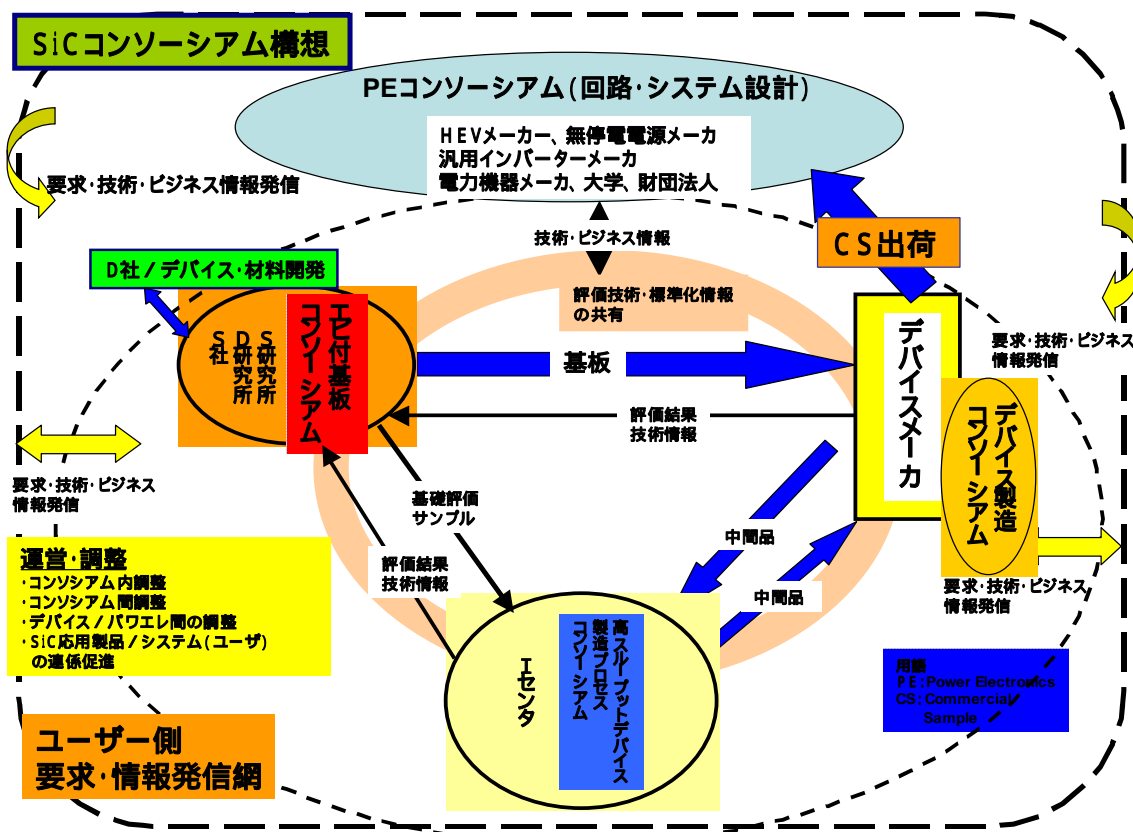 SiCコンソーシアム構想
PEコンソーシアム(回路･システム設計)
HEVメーカー、無停電電源メーカ
汎用インバーターメーカ
電力機器メーカ、大学、財団法人
要求･技術･ビジネス情報発信
技術･ビジネス情報
CS出荷
D社/デバイス･材料開発
評価技術･標準化情報
の共有
エピ付基板
コンソーシアム
S研究所
D研究所
S社
基板
デバイスメーカ
要求･技術･ビジネス
情報発信
評価結果
技術情報
デバイス製造
コンソーシアム
要求･技術･ビジネス
情報発信
基礎評価
サンプル
中間品
評価結果
技術情報
中間品
要求･技術･ビジネス
情報発信
運営･調整
･コンソシアム内調整
･コンソシアム間調整
･デバイス/パワエレ間の調整
･SiC応用製品/システム(ユーザ)
の連係促進
高スループットデバイス
製造プロセス
コンソーシアム
Iセンタ
用語
PE:Power Electronics
CS:Commercial
Sample
ユーザー側
要求･情報発信網